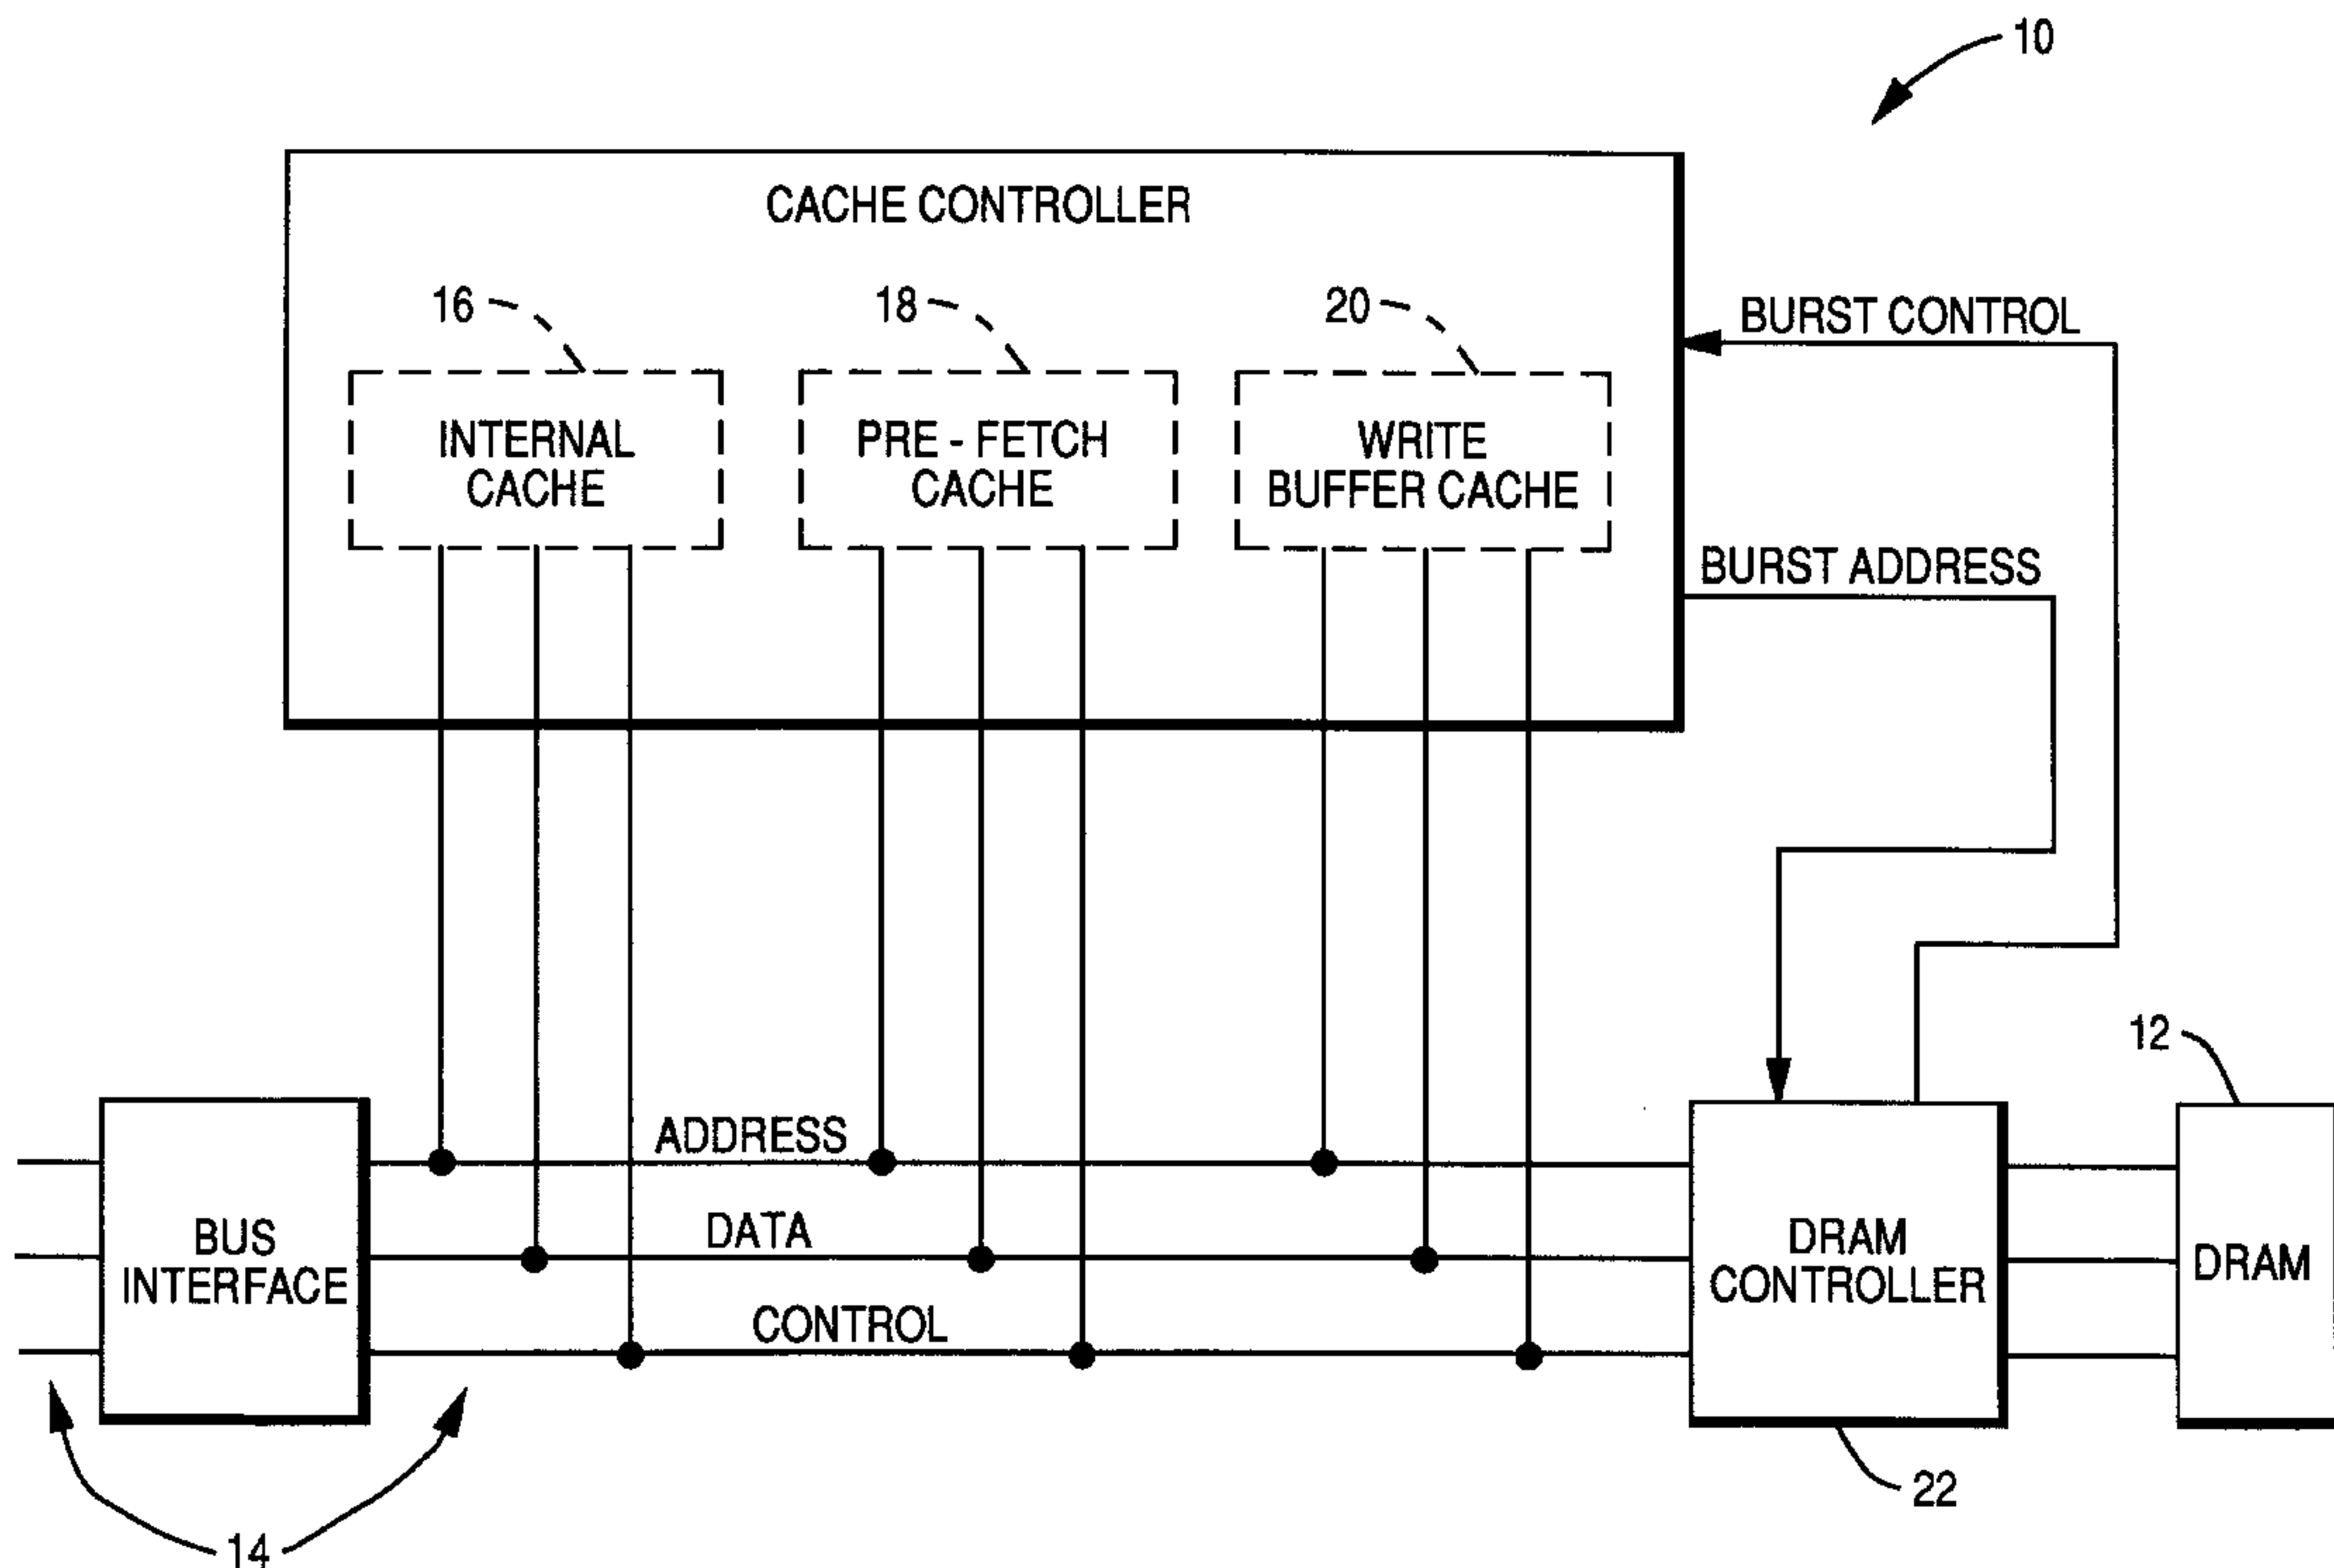 10
CACHE CONTROLLER
16
18
20
BURST CONTROL
INTERNAL
CACHE
PRE - FETCH
CACHE
WRITE
BUFFER CACHE
BURST ADDRESS
12
ADDRESS
DATA
CONTROL
BUS
INTERFACE
DRAM
CONTROLLER
DRAM
22
14